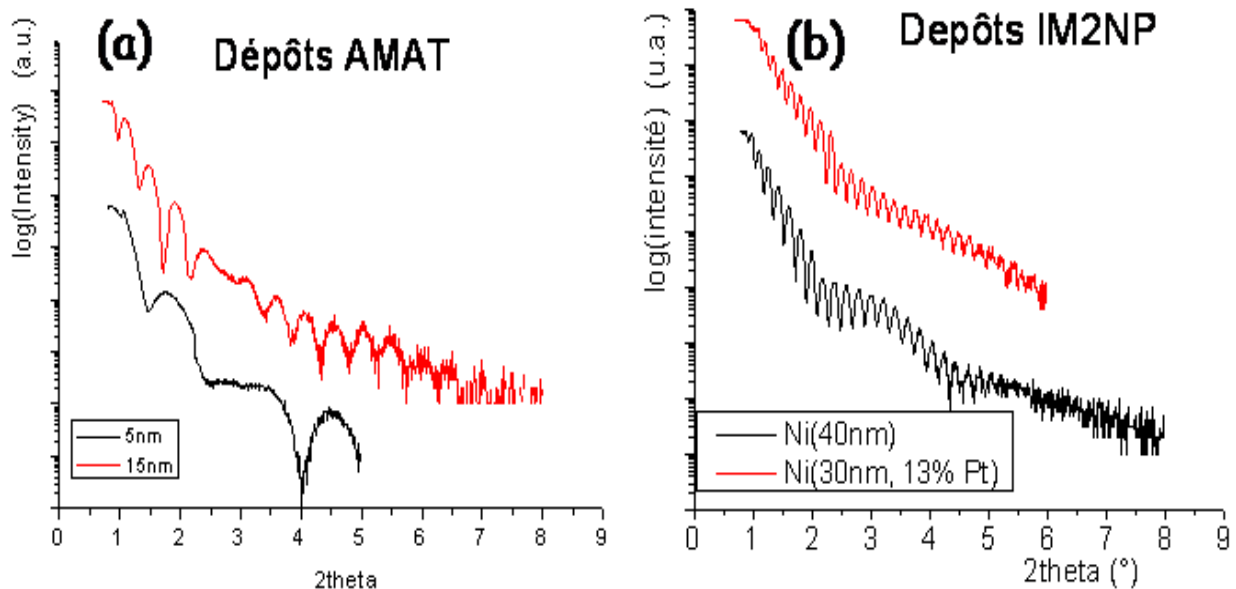 (a)
Dépôts AMAT
log(Intensity) (a.u.)
5nm
15nm
0 1 2 3 4 5 6 7 8 9
2theta
(b)
Depôts IM2NP
log(intensité) (u.a.)
Ni(40nm)
Ni(30nm, 13% Pt)
0 1 2 3 4 5 6 7 8 9
2theta (°)